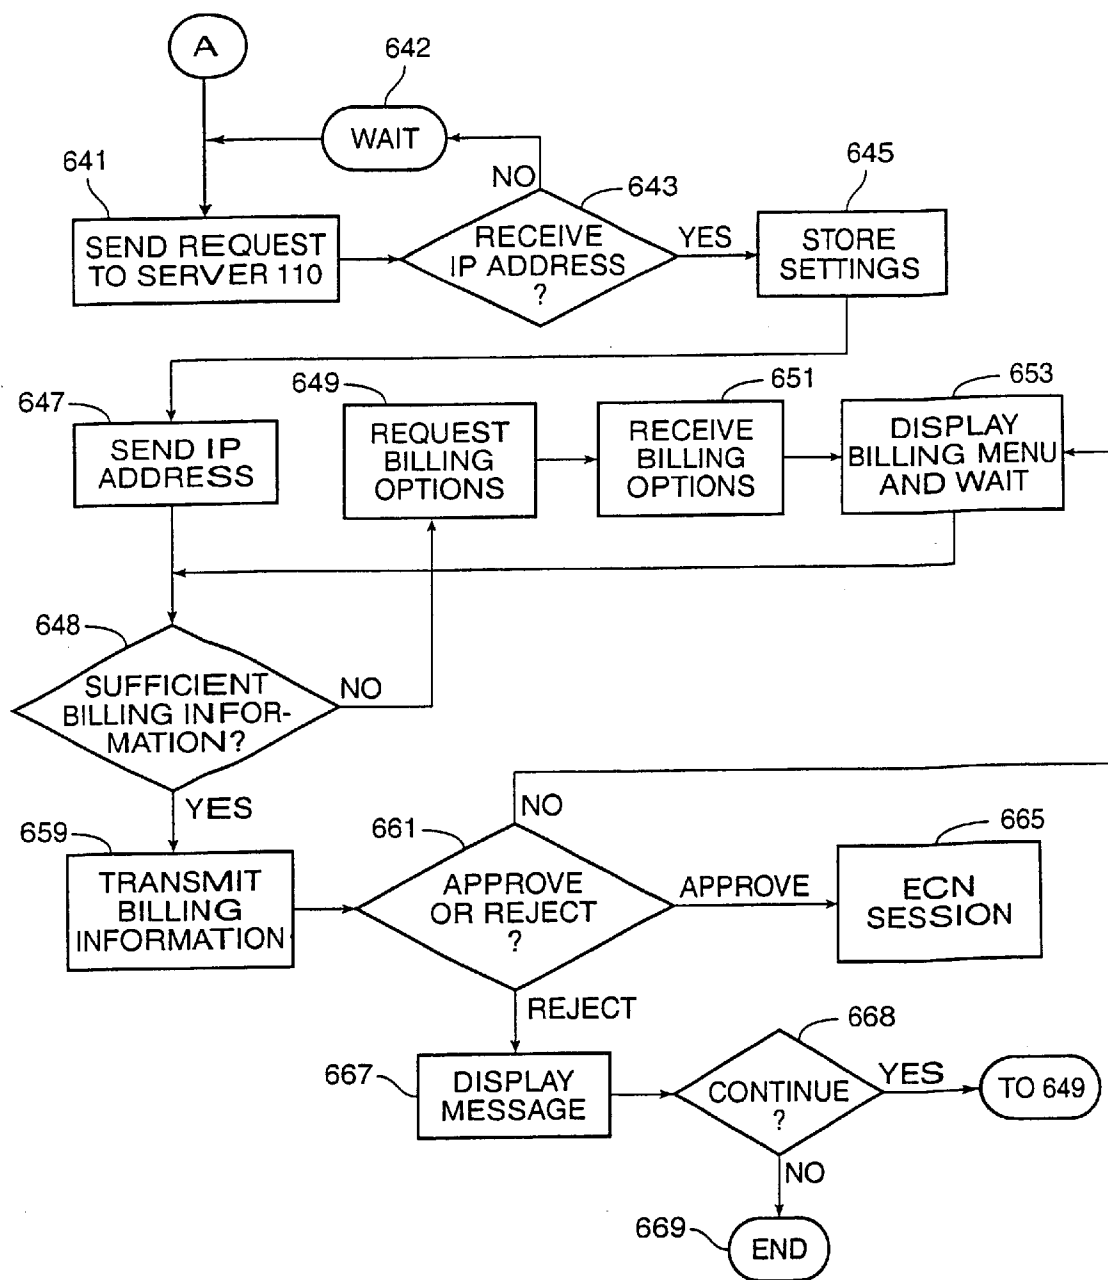 A
642
WAIT
641
NO
643
645
SEND REQUEST
TO SERVER 110
RECEIVE
IP ADDRESS
?
YES
STORE
SETTINGS
647
649
651
653
SEND IP
ADDRESS
REQUEST
BILLING
OPTIONS
RECEIVE
BILLING
OPTIONS
DISPLAY
BILLING MENU
AND WAIT
648
SUFFICIENT
BILLING INFOR-
MATION?
NO
YES
NO
659
661
665
TRANSMIT
BILLING
INFORMATION
APPROVE
OR REJECT
?
APPROVE
ECN
SESSION
REJECT
668
667
DISPLAY
MESSAGE
CONTINUE
?
YES
TO 649
NO
669
END